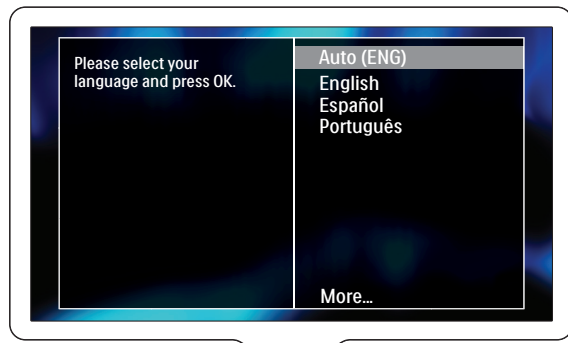 Please select your
language and press OK.
Auto (ENG)
English
Español
Português
More...